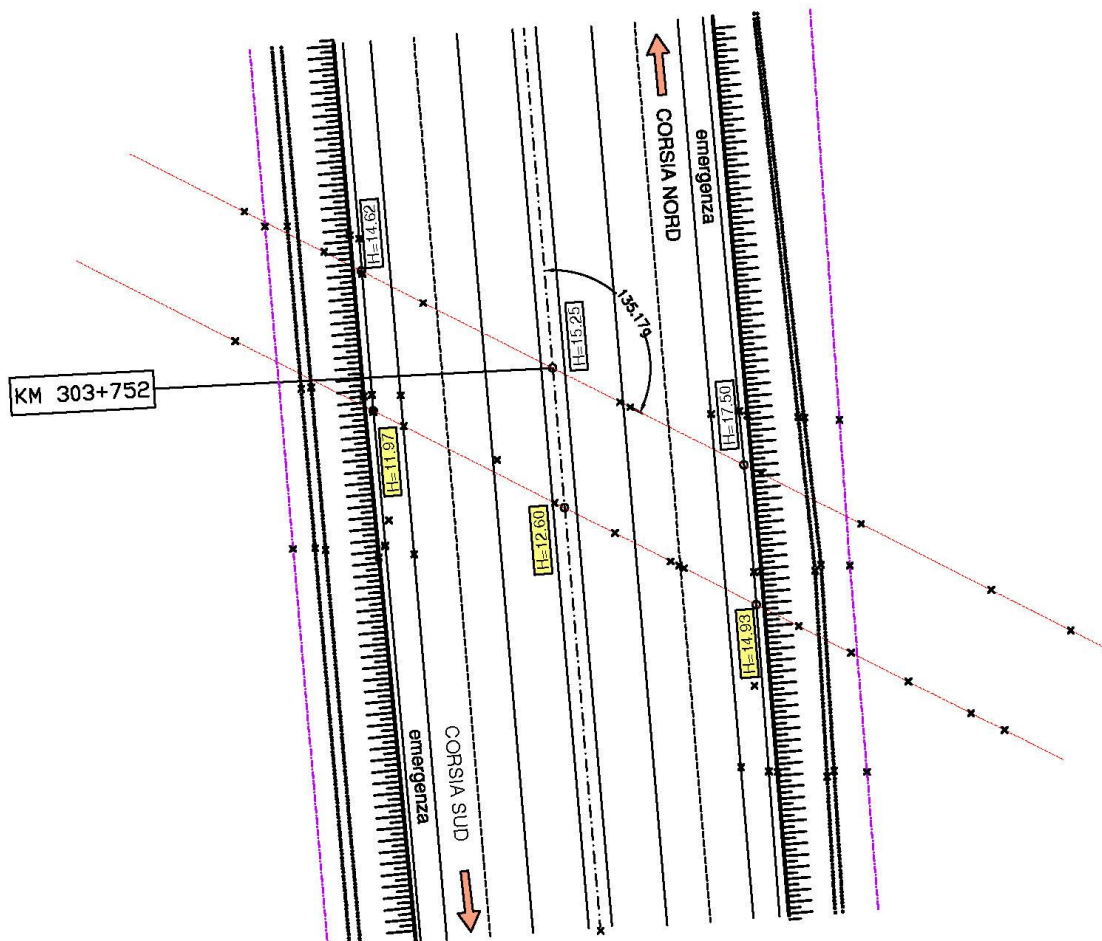 CORSIA NORD
emergenza
H=14.62
135.179
H=15.25
KM 303+752
H=17.50
H=11.97
H=12.60
H=14.93
emergenza
CORSIA SUD